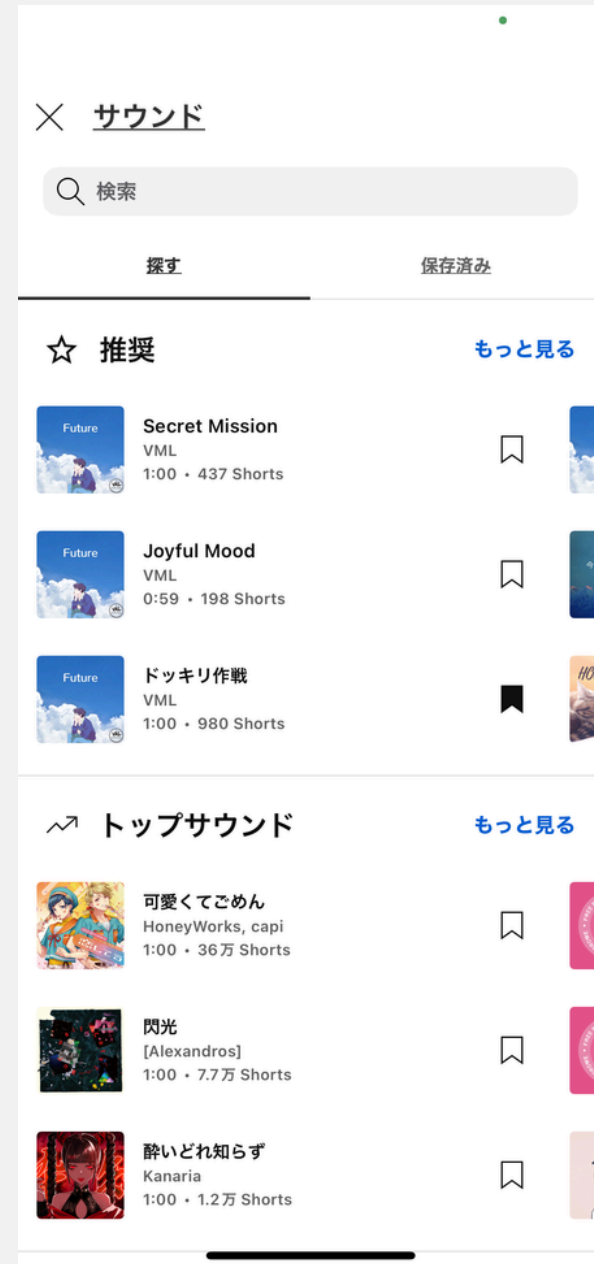 サウンド
検索
探す
保存済み
推奨
もっと見る
Future
Secret Mission
VML
1:00 • 437 Shorts
Future
Joyful Mood
VML
0:59 • 198 Shorts
Future
ドッキリ作戦
VML
1:00 • 980 Shorts
HO
トップサウンド
もっと見る
可愛くてごめん
HoneyWorks, capi
1:00 • 36万 Shorts
閃光
[Alexandros]
1:00 • 7.7万 Shorts
酔いどれ知らず
Kanaria
1:00 • 1.2万 Shorts